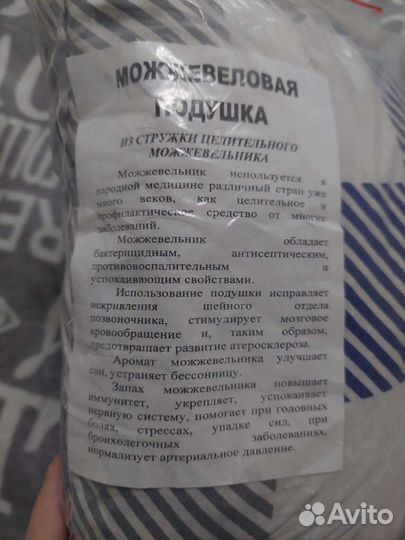 МОЖЖЕВЕЛОВАЯ
ПОДУШКА
ИЗ СТРУЖКИ ЦЕЛИТЕЛЬНОГО
МОЖЖЕВЕЛЬНИКА
Можжевельник используется в
народной медицине различный стран уже
много веков, как целительное и
профилактическое средство от многих
заболеваний.
Можжевельник обладает
бактерицидным, антисептическим,
противовоспалительным и
успокаивающим свойствами.
Использование подушки исправляет
искривления шейного отдела
позвоночника, стимулирует мозговое
кровообращение и, таким образом,
предотвращает развитие атеросклероза.
Аромат можжевельника улучшает
сон, устраняет бессонницу.
Запах можжевельника повышает
иммунитет, укрепляет, успокаивает
нервную систему, помогает при головных
болях, стрессах, упадке сил, при
бронхолегочных заболеваниях,
нормализует артериальное давление.
Avito